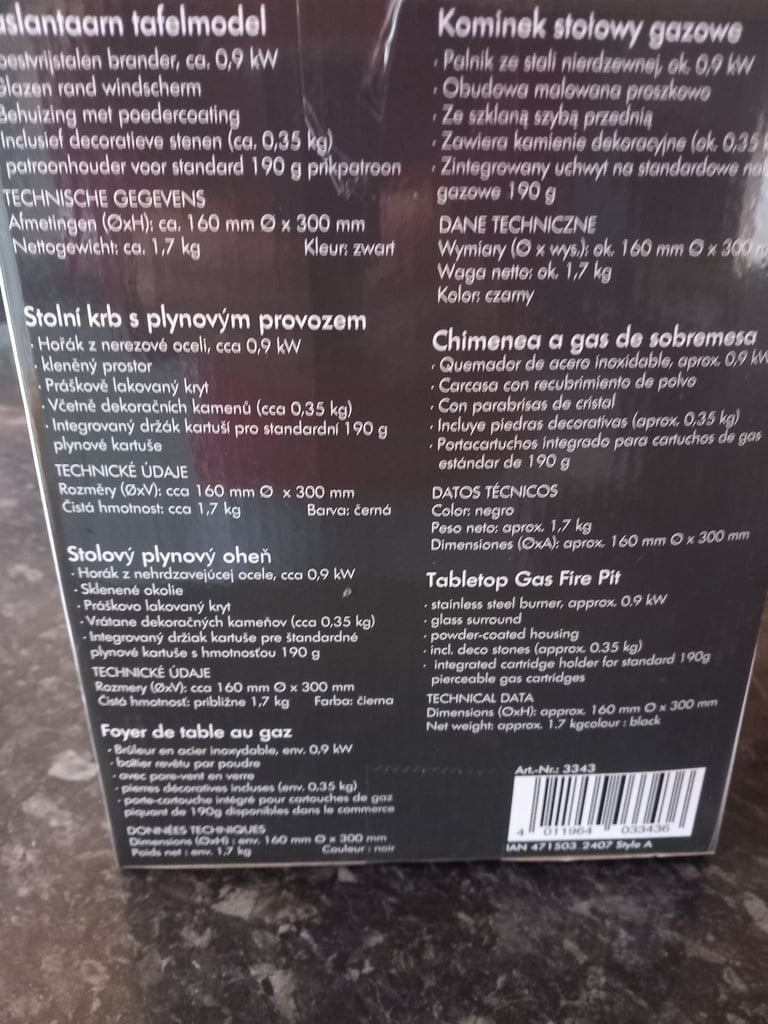 tafelmodel
brander, ca. 0,9 kW
rand windscherm
Behuizing met poedercoating
Inclusief decoratieve stenen (ca. 0,35 kg)
patroonhouder voor standard 190 g prikpatroon
TECHNISCHE GEGEVENS
Afmetingen (ØxH): ca. 160 mm Ø x 300 mm
Nettogewicht: ca. 1,7 kg Kleur: zwart
Stolní krb s plynovým provozem
· Hořák z nerezové oceli, cca 0,9 kW
· kleněný prostor
· Práškově lakovaný kryt
· Včetně dekoračních kamenů (cca 0,35 kg)
· Integrovaný držák kartuší pro standardní 190 g
plynové kartuše
TECHNICKÉ ÚDAJE
Rozměry (ØxV): cca 160 mm Ø x 300 mm
Čistá hmotnost: cca 1,7 kg Barva: černá
Stolový plynový oheň
· Horák z nehrdzavejúcej ocele, cca 0,9 kW
· Sklenené okolie
· Práškovo lakovaný kryt
· Vrátane dekoračných kameňov (cca 0,35 kg)
· Integrovaný držiak kartuše pre štandardné
plynové kartuše s hmotnosťou 190 g
TECHNICKÉ ÚDAJE
Rozmery (ØxV): cca 160 mm Ø x 300 mm
Čistá hmotnosť: približne 1,7 kg Farba: čierna
Foyer de table au gaz
· Brûleur en acier inoxydable, env. 0,9 kW
· boîtier revêtu par poudre
· avec pare-vent en verre
· pierres décoratives incluses (env. 0,35 kg)
· porte-cartouche intégré pour cartouches de gaz
piquant de 190g disponibles dans le commerce
DONNÉES TECHNIQUES
Dimensions (ØxH) : env. 160 mm Ø x 300 mm
Poids net : env. 1,7 kg Couleur : noir
Kominek stołowy gazowe
· Palnik ze stali nierdzewnej, ok. 0,9 kW
· Obudowa malowana proszkowo
· Ze szklaną szybą przednią
· Zawiera kamienie dekoracyjne (ok. 0,35
· Zintegrowany uchwyt na standardowe
gazowe 190 g
DANE TECHNICZNE
Wymiary (Ø x wys.): ok. 160 mm Ø x 300
Waga netto: ok. 1,7 kg
Kolor: czarny
Chimenea a gas de sobremesa
· Quemador de acero inoxidable, aprox. 0,9 kW
· Carcasa con recubrimiento de polvo
· Con parabrisas de cristal
· Incluye piedras decorativas (aprox. 0,35 kg)
· Portacartuchos integrado para cartuchos de gas
estándar de 190 g
DATOS TÉCNICOS
Color: negro
Peso neto: aprox. 1,7 kg
Dimensiones (OxA): aprox. 160 mm Ø x 300 mm
Tabletop Gas Fire Pit
· stainless steel burner, approx. 0.9 kW
· glass surround
· powder-coated housing
· incl. deco stones (approx. 0.35 kg)
· integrated cartridge holder for standard 190g
pierceable gas cartridges
TECHNICAL DATA
Dimensions (OxH): approx. 160 mm O x 300 mm
Net weight: approx. 1.7 kgcolour : black
Art.-Nr.: 3343
4 011964 033436
IAN 471503 2407 Style A